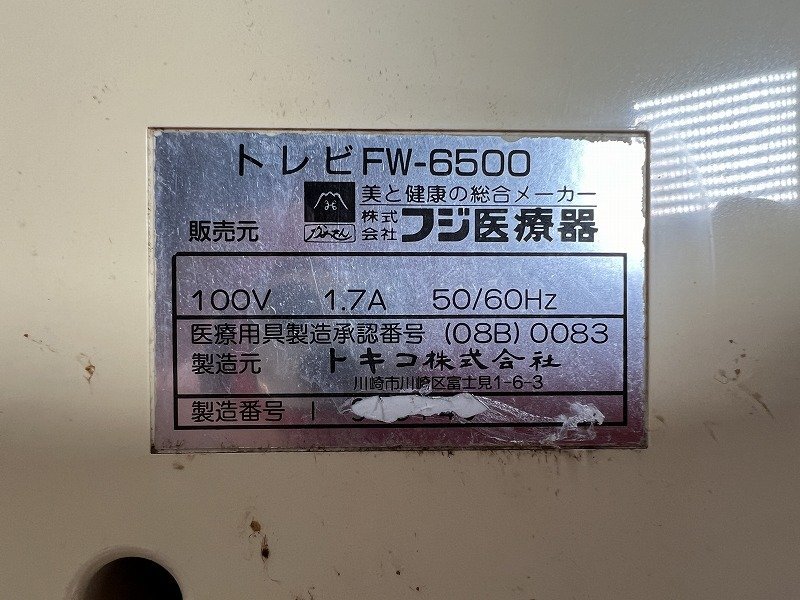 トレビFW-6500
美と健康の総合メーカー
販売元 株式会社 フジ医療器
100V 1.7A 50/60Hz
医療用具製造承認番号 (08B) 0083
製造元 トキコ株式会社
川崎市川崎区富士見1-6-3
製造番号